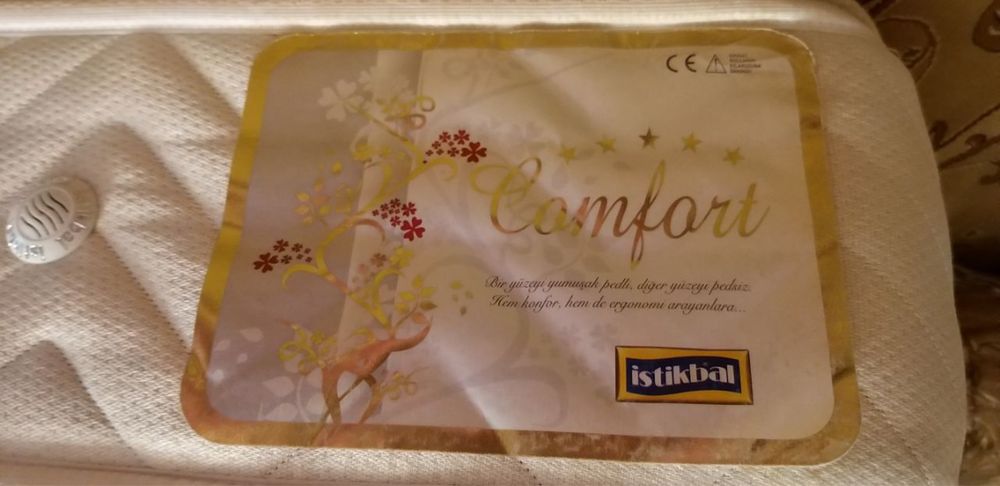 CE
Comfort
Bir yüzeyi yumuşak pedli, diğer yüzeyi pedsiz.
Hem konfor, hem de ergonomi arayanlara...
istikbal